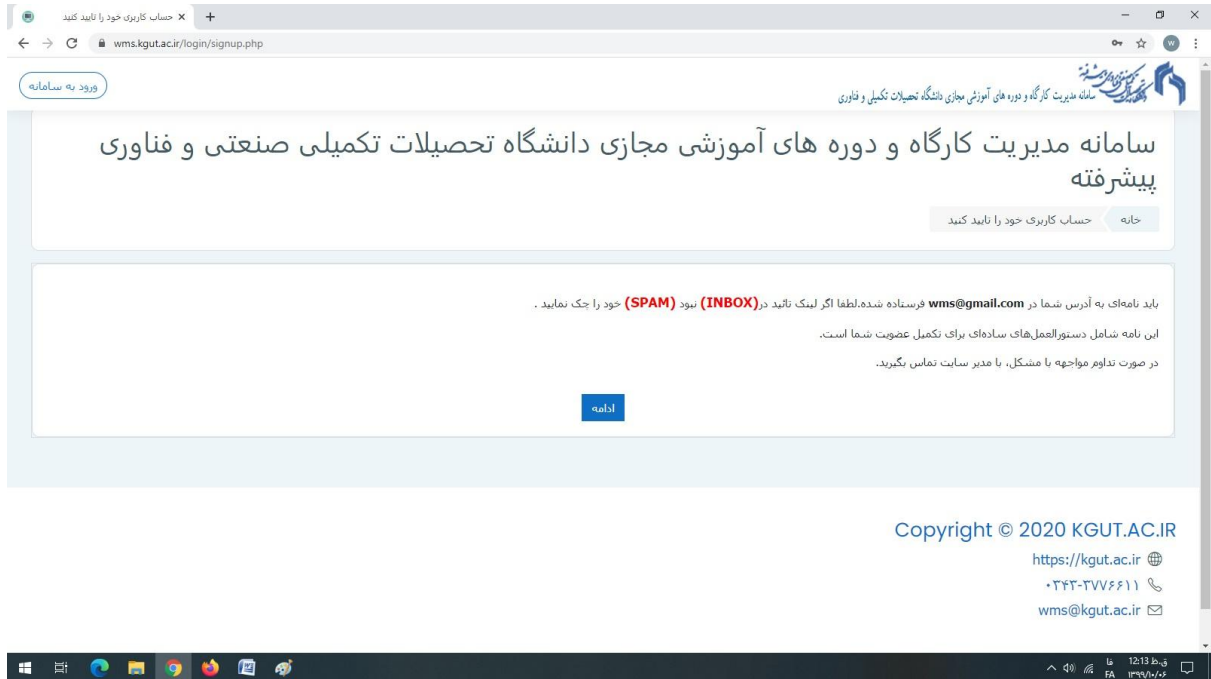 حساب کاربری خود را تایید کنید
wms.kgut.ac.ir/login/signup.php
W
سامانه مدیریت کارگاه و دوره های آموزشی مجازی دانشگاه تحصیلات تکمیلی و فناوری
ورود به سامانه
سامانه مدیریت کارگاه و دوره های آموزشی مجازی دانشگاه تحصیلات تکمیلی صنعتی و فناوری
پیشرفته
خانه
حساب کاربری خود را تایید کنید
باید نامه‌ای به آدرس شما در wms@gmail.com فرستاده شده.لطفا اگر لینک تائید در(INBOX) نبود (SPAM) خود را چک نمایید .
این نامه شامل دستورالعمل‌های ساده‌ای برای تکمیل عضویت شما است.
در صورت تداوم مواجهه با مشکل، با مدیر سایت تماس بگیرید.
ادامه
Copyright © 2020 KGUT.AC.IR
https://kgut.ac.ir
۰۳۴۳-۳۷۷۶۶۱۱
wms@kgut.ac.ir
فا
FA
12:13 ق.ظ
۱۳۹۹/۱۰/۰۶